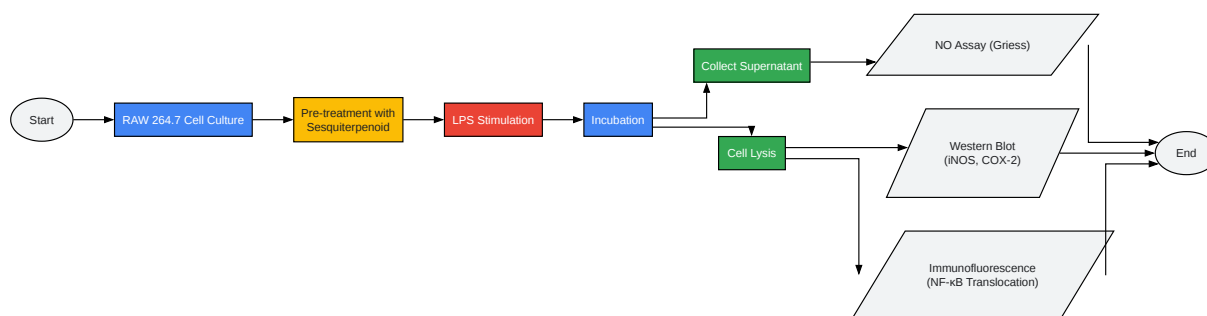 Start
RAW 264.7 Cell Culture
Pre-treatment with
Sesquiterpenoid
LPS Stimulation
Incubation
Collect Supernatant
Cell Lysis
NO Assay (Griess)
Western Blot
(iNOS, COX-2)
Immunofluorescence
(NF-κB Translocation)
End